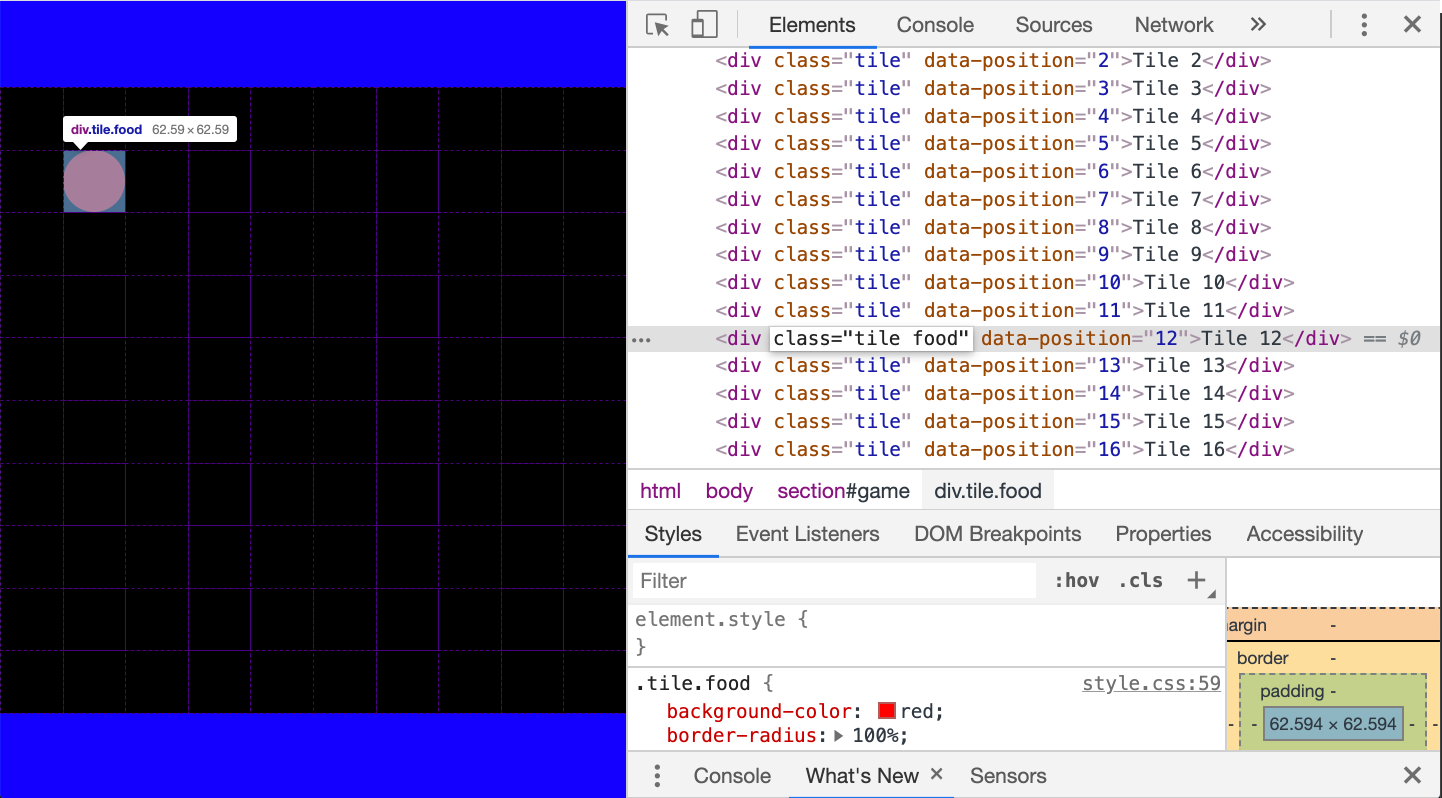 div.tile.food 62.59 × 62.59
Elements Console Sources Network »
<div class="tile" data-position="2">Tile 2</div>
<div class="tile" data-position="3">Tile 3</div>
<div class="tile" data-position="4">Tile 4</div>
<div class="tile" data-position="5">Tile 5</div>
<div class="tile" data-position="6">Tile 6</div>
<div class="tile" data-position="7">Tile 7</div>
<div class="tile" data-position="8">Tile 8</div>
<div class="tile" data-position="9">Tile 9</div>
<div class="tile" data-position="10">Tile 10</div>
<div class="tile" data-position="11">Tile 11</div>
<div class="tile food" data-position="12">Tile 12</div> == $0
<div class="tile" data-position="13">Tile 13</div>
<div class="tile" data-position="14">Tile 14</div>
<div class="tile" data-position="15">Tile 15</div>
<div class="tile" data-position="16">Tile 16</div>
html body section#game div.tile.food
Styles Event Listeners DOM Breakpoints Properties Accessibility
Filter :hov .cls +
element.style {
}
.tile.food { style.css:59
background-color: red;
border-radius: 100%;
argin -
border -
padding -
- - 62.594 × 62.594 - -
Console What's New × Sensors